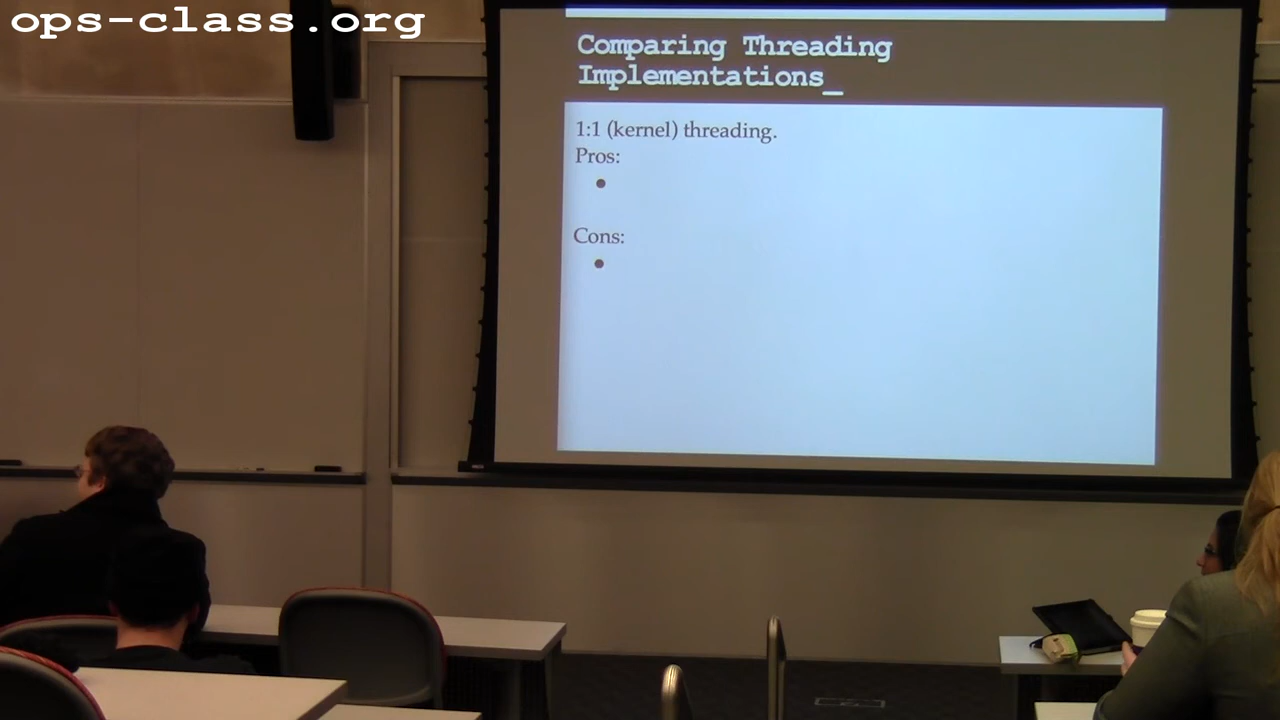 ops-class.org
Comparing Threading
Implementations_
1:1 (kernel) threading.
Pros:
•
Cons:
•